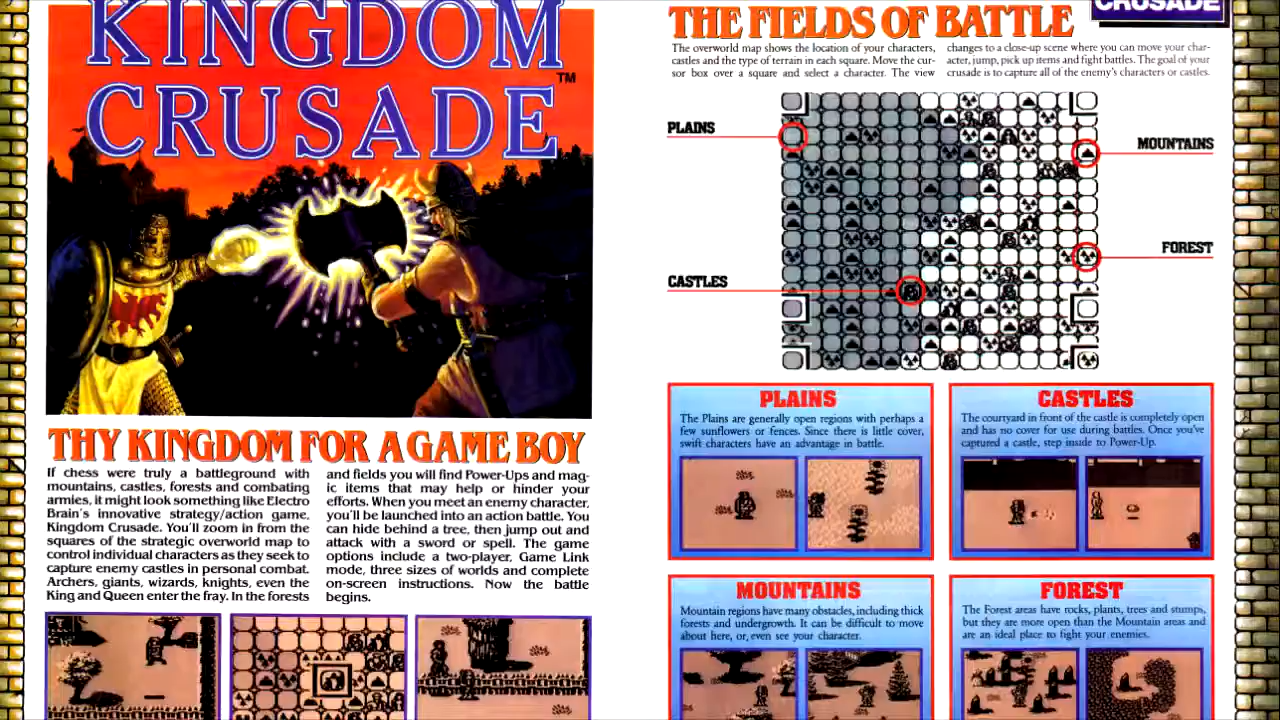 KINGDOM
CRUSADE™
THY KINGDOM FOR A GAME BOY
If chess were truly a battleground with
mountains, castles, forests and combating
armies, it might look something like Electro
Brain's innovative strategy/action game,
Kingdom Crusade. You'll zoom in from the
squares of the strategic overworld map to
control individual characters as they seek to
capture enemy castles in personal combat.
Archers, giants, wizards, knights, even the
King and Queen enter the fray. In the forests
and fields you will find Power-Ups and mag-
ic items that may help or hinder your
efforts. When you meet an enemy character,
you'll be launched into an action battle. You
can hide behind a tree, then jump out and
attack with a sword or spell. The game
options include a two-player, Game Link
mode, three sizes of worlds and complete
on-screen instructions. Now the battle
begins.
CRUSADE
THE FIELDS OF BATTLE
The overworld map shows the location of your characters,
castles and the type of terrain in each square. Move the cur-
sor box over a square and select a character. The view
changes to a close-up scene where you can move your char-
acter, jump, pick up items and fight battles. The goal of your
crusade is to capture all of the enemy's characters or castles.
PLAINS
MOUNTAINS
FOREST
CASTLES
PLAINS
The Plains are generally open regions with perhaps a
few sunflowers or fences. Since there is little cover,
swift characters have an advantage in battle.
CASTLES
The courtyard in front of the castle is completely open
and has no cover for use during battles. Once you've
captured a castle, step inside to Power-Up.
MOUNTAINS
Mountain regions have many obstacles, including thick
forests and undergrowth. It can be difficult to move
about here, or, even see your character.
FOREST
The Forest areas have rocks, plants, trees and stumps,
but they are more open than the Mountain areas and
are an ideal place to fight your enemies.